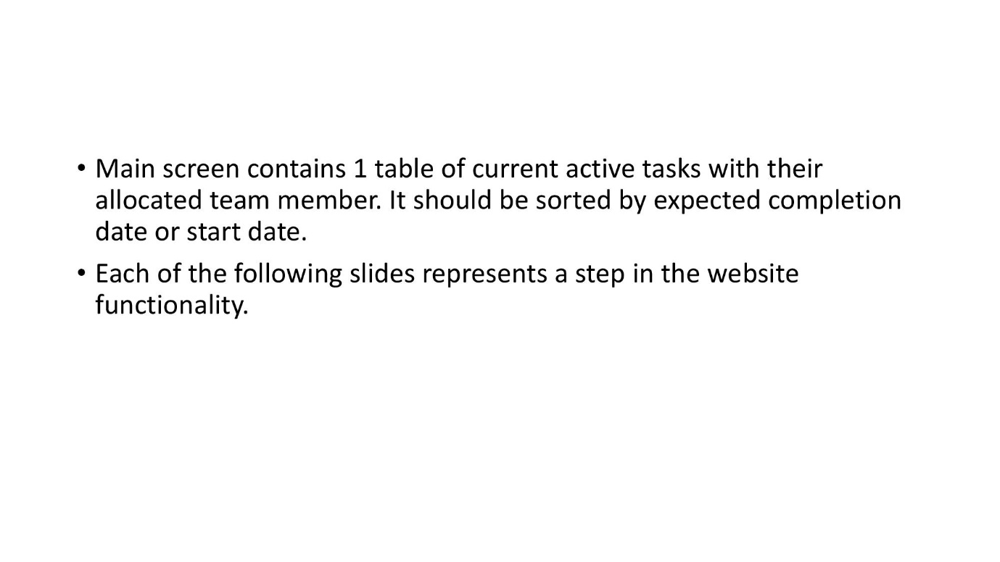 • Main screen contains 1 table of current active tasks with their
allocated team member. It should be sorted by expected completion
date or start date.
• Each of the following slides represents a step in the website
functionality.